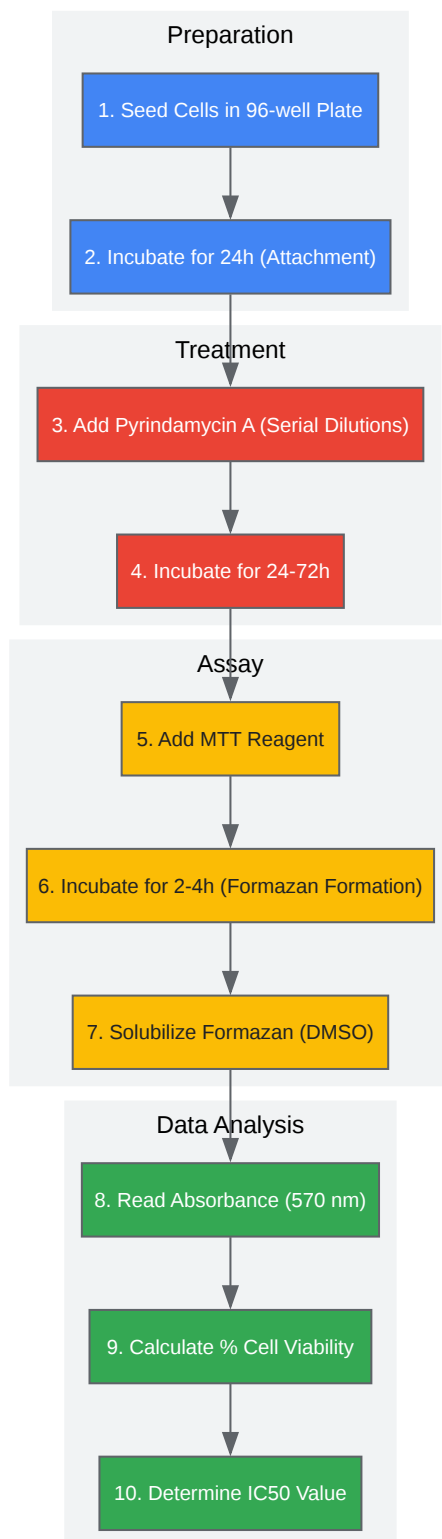 Preparation
1. Seed Cells in 96-well Plate
2. Incubate for 24h (Attachment)
Treatment
3. Add Pyrindamycin A (Serial Dilutions)
4. Incubate for 24-72h
Assay
5. Add MTT Reagent
6. Incubate for 2-4h (Formazan Formation)
7. Solubilize Formazan (DMSO)
Data Analysis
8. Read Absorbance (570 nm)
9. Calculate % Cell Viability
10. Determine IC50 Value